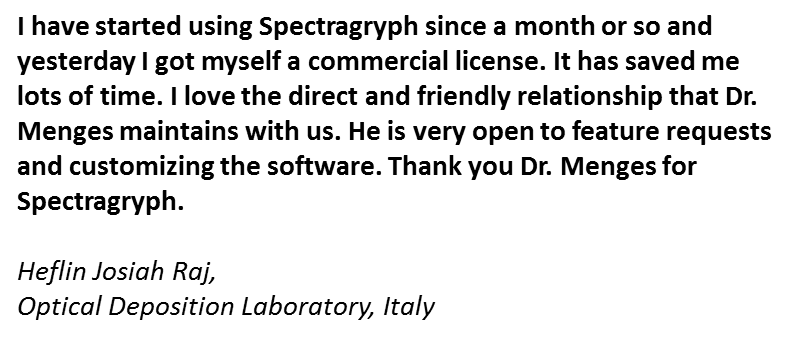 I have started using Spectragryph since a month or so and
yesterday I got myself a commercial license. It has saved me
lots of time. I love the direct and friendly relationship that Dr.
Menges maintains with us. He is very open to feature requests
and customizing the software. Thank you Dr. Menges for
Spectragryph.
Heflin Josiah Raj,
Optical Deposition Laboratory, Italy